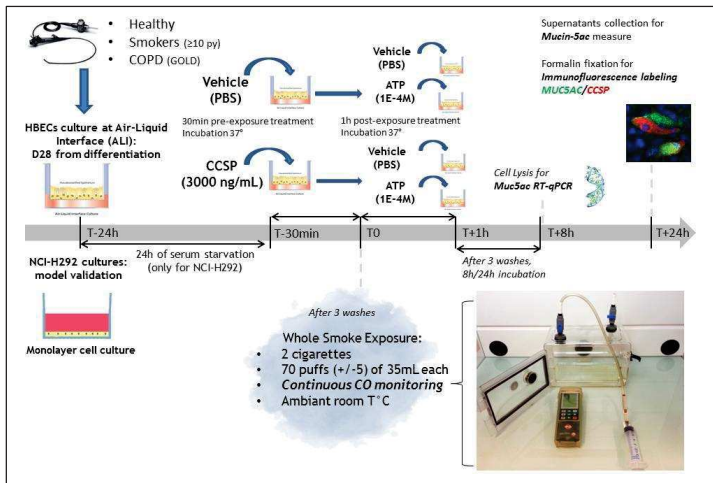 • Healthy
• Smokers (≥10 py)
• COPD (GOLD)
HBECs culture at Air-Liquid
Interface (ALI):
D28 from differentiation
Vehicle
(PBS)
30min pre-exposure treatment
Incubation 37°
CCSP
(3000 ng/mL)
Vehicle
(PBS)
ATP
(1E-4M)
1h post-exposure treatment
Incubation 37°
Vehicle
(PBS)
ATP
(1E-4M)
Supernatants collection for
Mucin-5ac measure
Formalin fixation for
Immunofluorescence labeling
MUC5AC/CCSP
Cell Lysis for
Muc5ac RT-qPCR
T-24h
T-30min
T0
T+1h
T+8h
T+24h
24h of serum starvation
(only for NCI-H292)
After 3 washes,
8h/24h incubation
NCI-H292 cultures:
model validation
Monolayer cell culture
After 3 washes
Whole Smoke Exposure:
• 2 cigarettes
• 70 puffs (+/-5) of 35mL each
• Continuous CO monitoring
• Ambiant room T°C